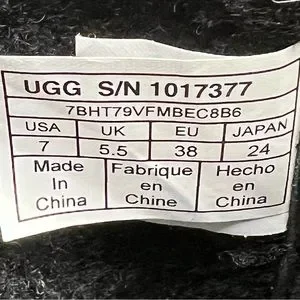 UGG S/N 1017377
7BHT79VFMBEC8B6
USA UK EU JAPAN
7 5.5 38 24
Made Fabrique Hecho
In en en
China Chine China